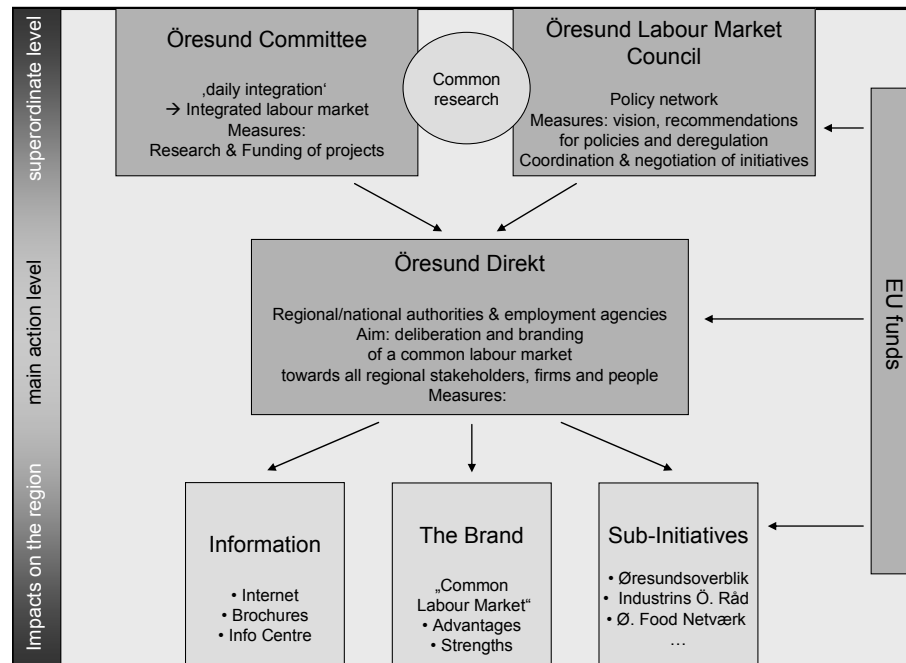 superordinate level
main action level
Impacts on the region
Öresund Committee
‚daily integration‘
→ Integrated labour market
Measures:
Research & Funding of projects
Common
research
Öresund Labour Market
Council
Policy network
Measures: vision, recommendations
for policies and deregulation
Coordination & negotiation of initiatives
EU funds
Öresund Direkt
Regional/national authorities & employment agencies
Aim: deliberation and branding
of a common labour market
towards all regional stakeholders, firms and people
Measures:
Information
• Internet
• Brochures
• Info Centre
The Brand
„Common
Labour Market“
• Advantages
• Strengths
Sub-Initiatives
• Øresundsoverblik
• Industrins Ö. Råd
• Ø. Food Netværk
…